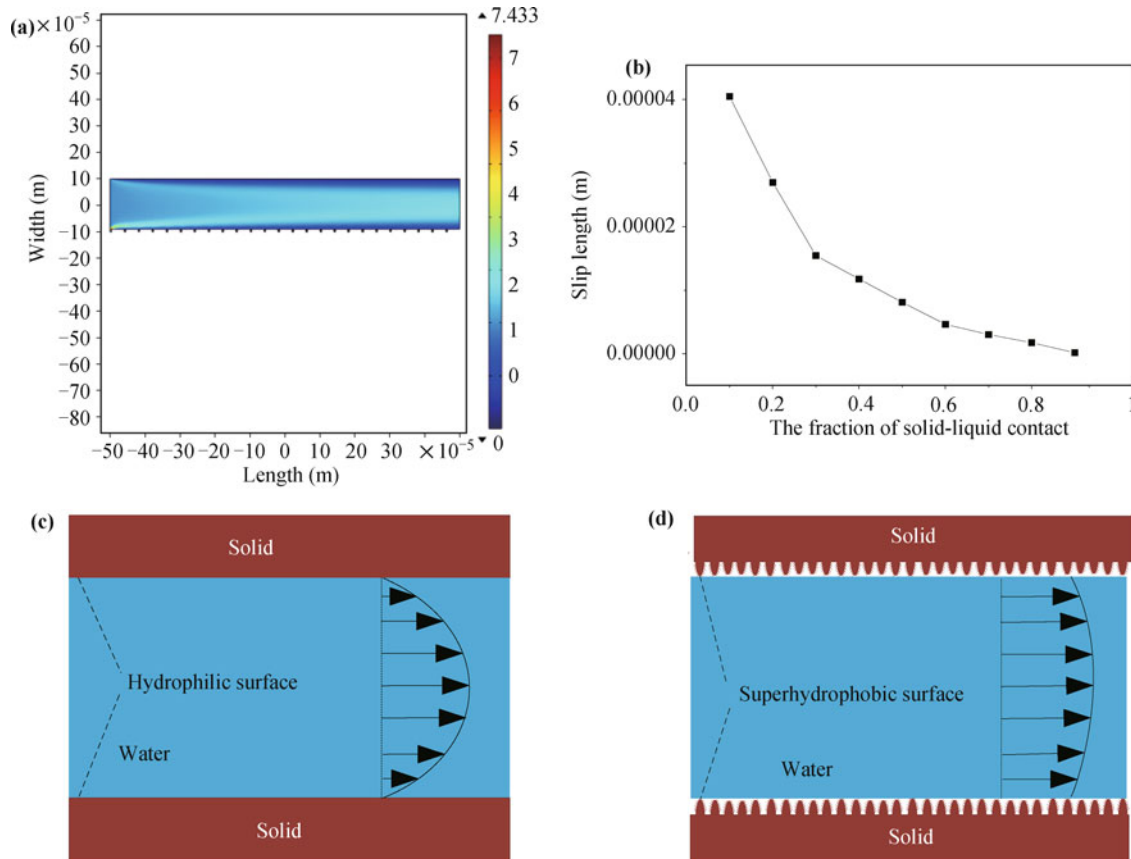 (a)
×10⁻⁵
60
50
40
30
20
10
0
−10
−20
−30
−40
−50
−60
−70
−80
Width (m)
−50 −40 −30 −20 −10 0 10 20 30 ×10⁻⁵
Length (m)
▲ 7.433
7
6
5
4
3
2
1
0
▼ 0
(b)
0.00004
0.00002
0.00000
Slip length (m)
0.0 0.2 0.4 0.6 0.8 1
The fraction of solid-liquid contact
(c)
Solid
Hydrophilic surface
Water
Solid
(d)
Solid
Superhydrophobic surface
Water
Solid